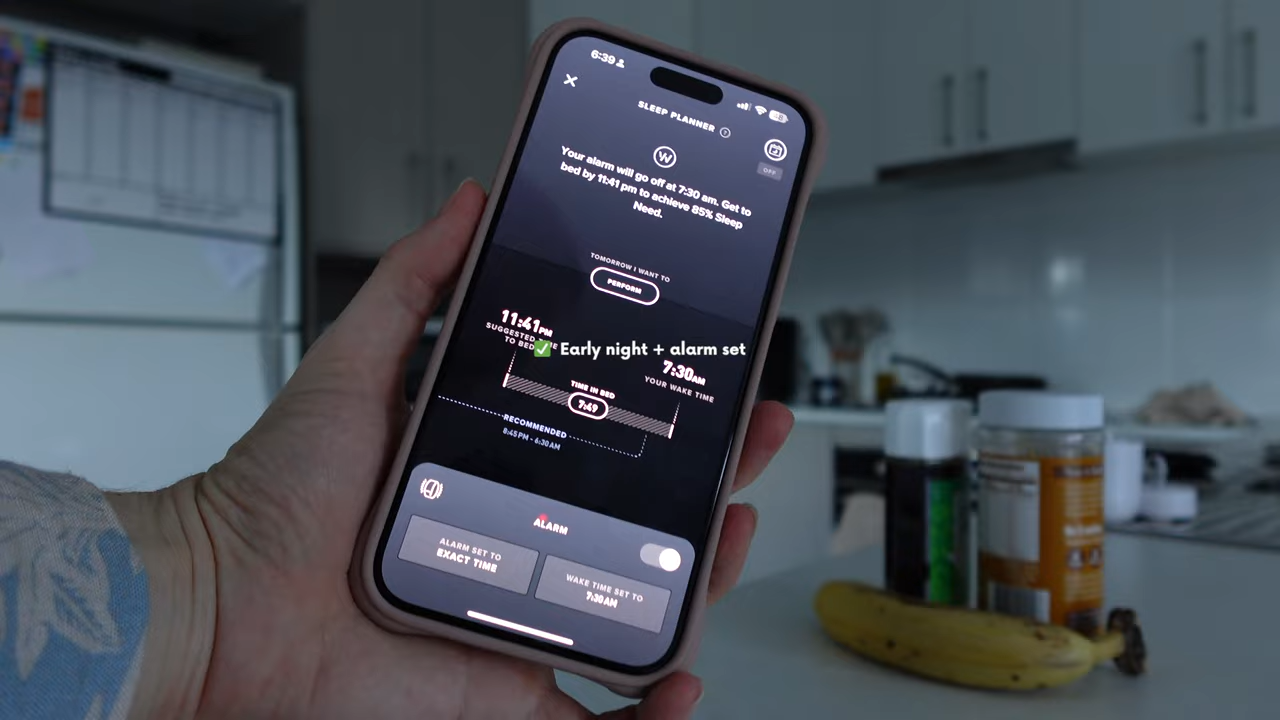 6:39
SLEEP PLANNER
W
OFF
Your alarm will go off at 7:30 am. Get to
bed by 11:41 pm to achieve 85% Sleep
Need.
TOMORROW I WANT TO
PERFORM
11:41PM
SUGGESTED
TO BED
✅ Early night + alarm set
7:30AM
YOUR WAKE TIME
TIME IN BED
7:49
RECOMMENDED
8:45 PM - 6:30 AM
ALARM
ALARM SET TO
EXACT TIME
WAKE TIME SET TO
7:30 AM